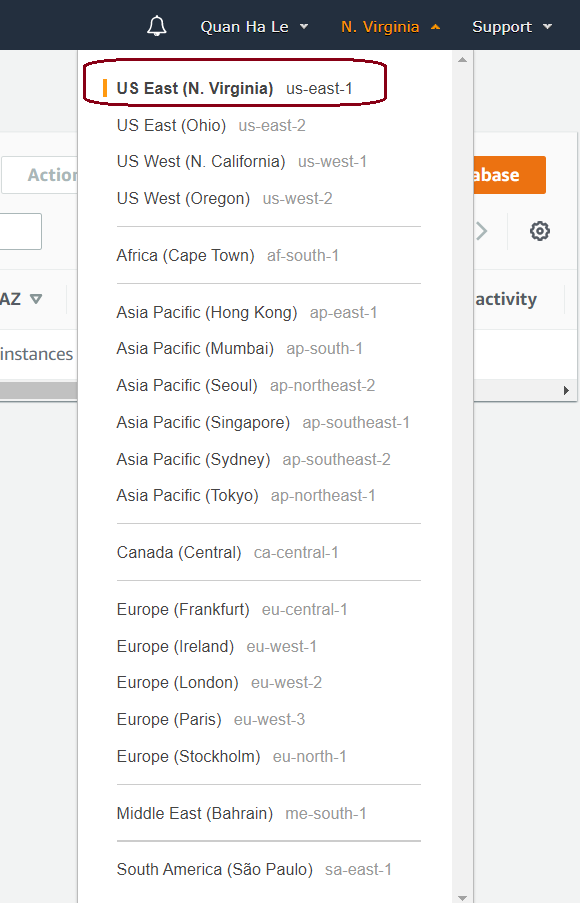 Quan Ha Le N. Virginia Support
US East (N. Virginia) us-east-1
US East (Ohio) us-east-2
US West (N. California) us-west-1
US West (Oregon) us-west-2
Africa (Cape Town) af-south-1
Asia Pacific (Hong Kong) ap-east-1
Asia Pacific (Mumbai) ap-south-1
Asia Pacific (Seoul) ap-northeast-2
Asia Pacific (Singapore) ap-southeast-1
Asia Pacific (Sydney) ap-southeast-2
Asia Pacific (Tokyo) ap-northeast-1
Canada (Central) ca-central-1
Europe (Frankfurt) eu-central-1
Europe (Ireland) eu-west-1
Europe (London) eu-west-2
Europe (Paris) eu-west-3
Europe (Stockholm) eu-north-1
Middle East (Bahrain) me-south-1
South America (São Paulo) sa-east-1
Action
abase
AZ
activity
instances